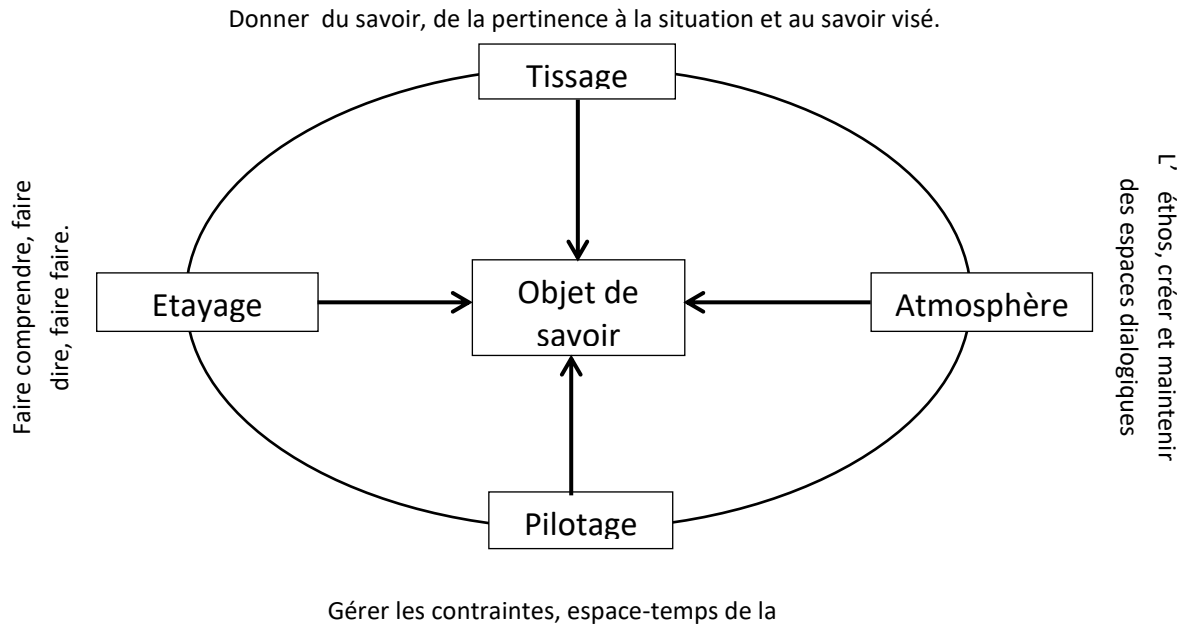 Donner du savoir, de la pertinence à la situation et au savoir visé.
Tissage
Faire comprendre, faire
dire, faire faire.
Etayage
Objet de
savoir
Atmosphère
L’ éthos, créer et maintenir
des espaces dialogiques
Pilotage
Gérer les contraintes, espace-temps de la